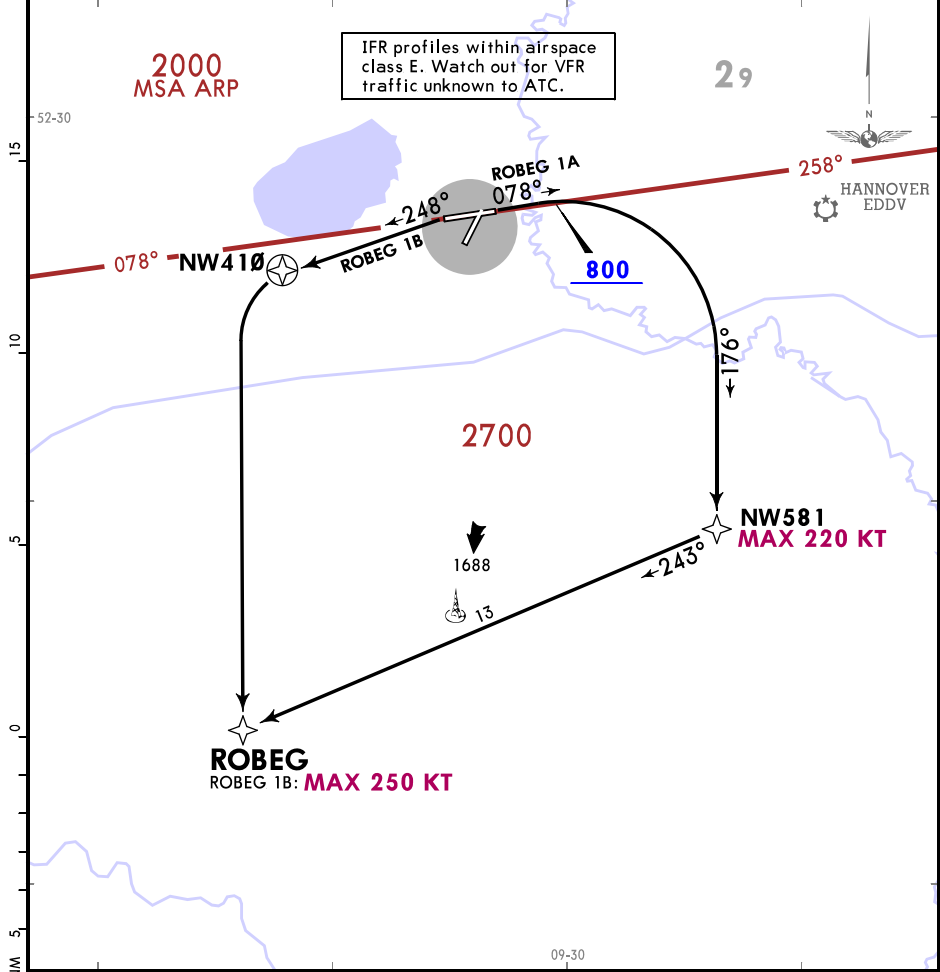 2000
MSA ARP
IFR profiles within airspace
class E. Watch out for VFR
traffic unknown to ATC.
29
N
52-30
15
ROBEG 1A
078°
258°
HANNOVER
EDDV
248°
ROBEG 1B
078°
NW410
800
10
176°
2700
NW581
MAX 220 KT
5
243°
1688
13
0
ROBEG
ROBEG 1B: MAX 250 KT
5
09-30